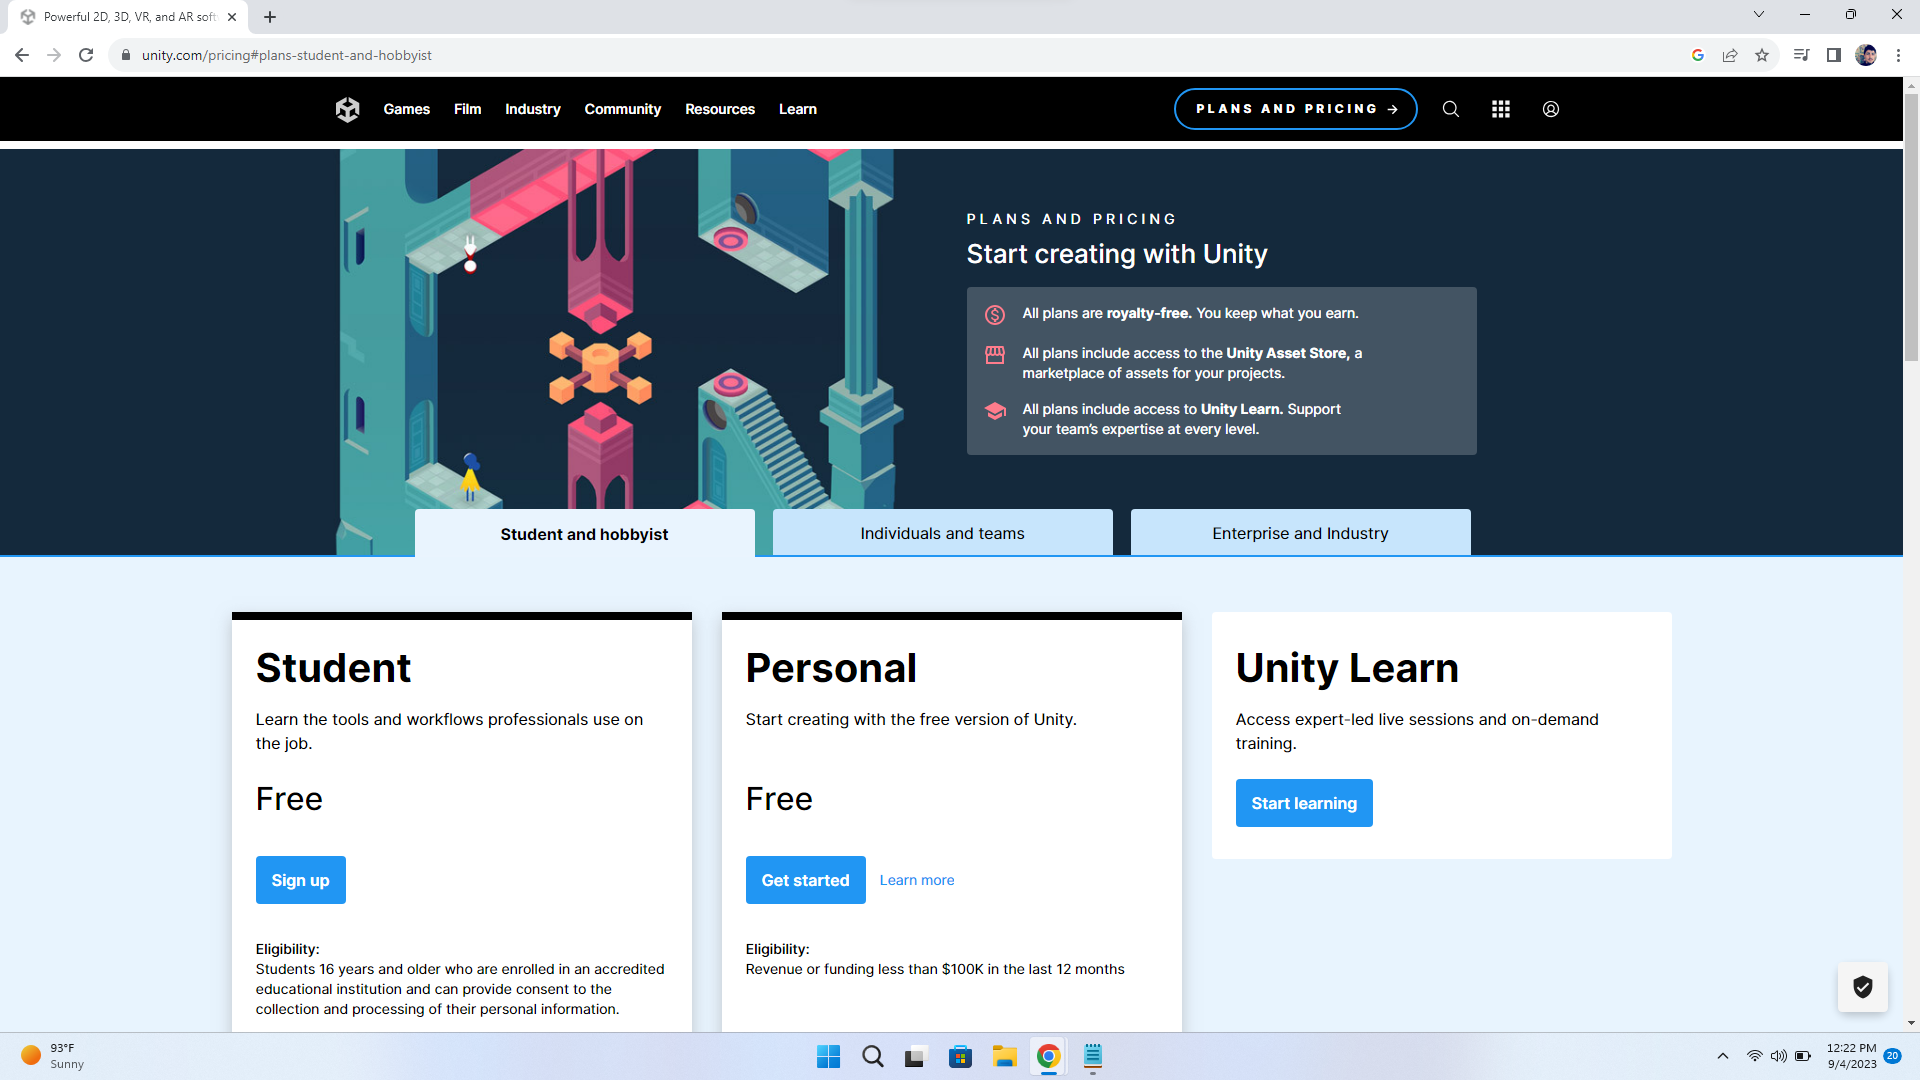 Powerful 2D, 3D, VR, and AR soft
unity.com/pricing#plans-student-and-hobbyist
Games
Film
Industry
Community
Resources
Learn
PLANS AND PRICING →
PLANS AND PRICING
Start creating with Unity
All plans are royalty-free. You keep what you earn.
All plans include access to the Unity Asset Store, a
marketplace of assets for your projects.
All plans include access to Unity Learn. Support
your team's expertise at every level.
Student and hobbyist
Individuals and teams
Enterprise and Industry
Student
Learn the tools and workflows professionals use on
the job.
Free
Sign up
Eligibility:
Students 16 years and older who are enrolled in an accredited
educational institution and can provide consent to the
collection and processing of their personal information.
Personal
Start creating with the free version of Unity.
Free
Get started
Learn more
Eligibility:
Revenue or funding less than $100K in the last 12 months
Unity Learn
Access expert-led live sessions and on-demand
training.
Start learning
93°F
Sunny
12:22 PM
9/4/2023
20